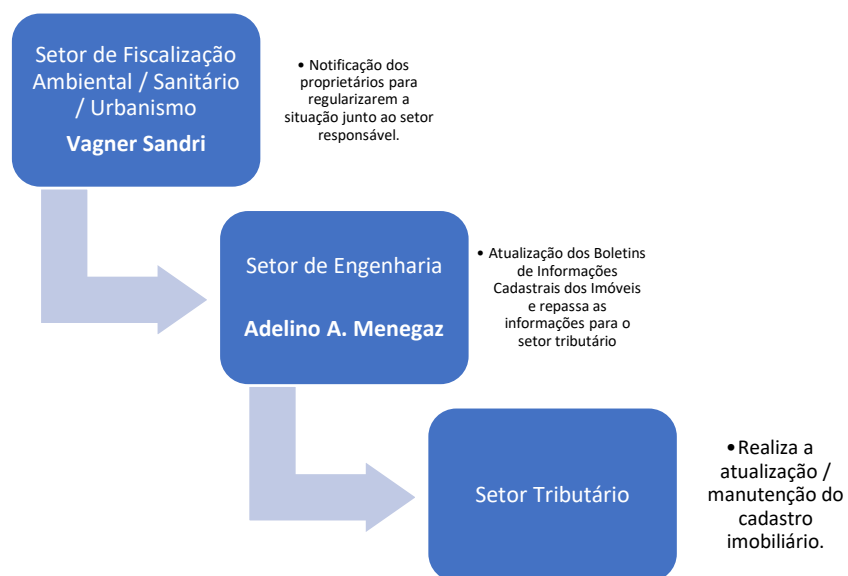 Setor de Fiscalização
Ambiental / Sanitário
/ Urbanismo
Vagner Sandri
• Notificação dos
proprietários para
regularizarem a
situação junto ao setor
responsável.
Setor de Engenharia
Adelino A. Menegaz
• Atualização dos Boletins
de Informações
Cadastrais dos Imóveis
e repassa as
informações para o
setor tributário
Setor Tributário
•Realiza a
atualização /
manutenção do
cadastro
imobiliário.